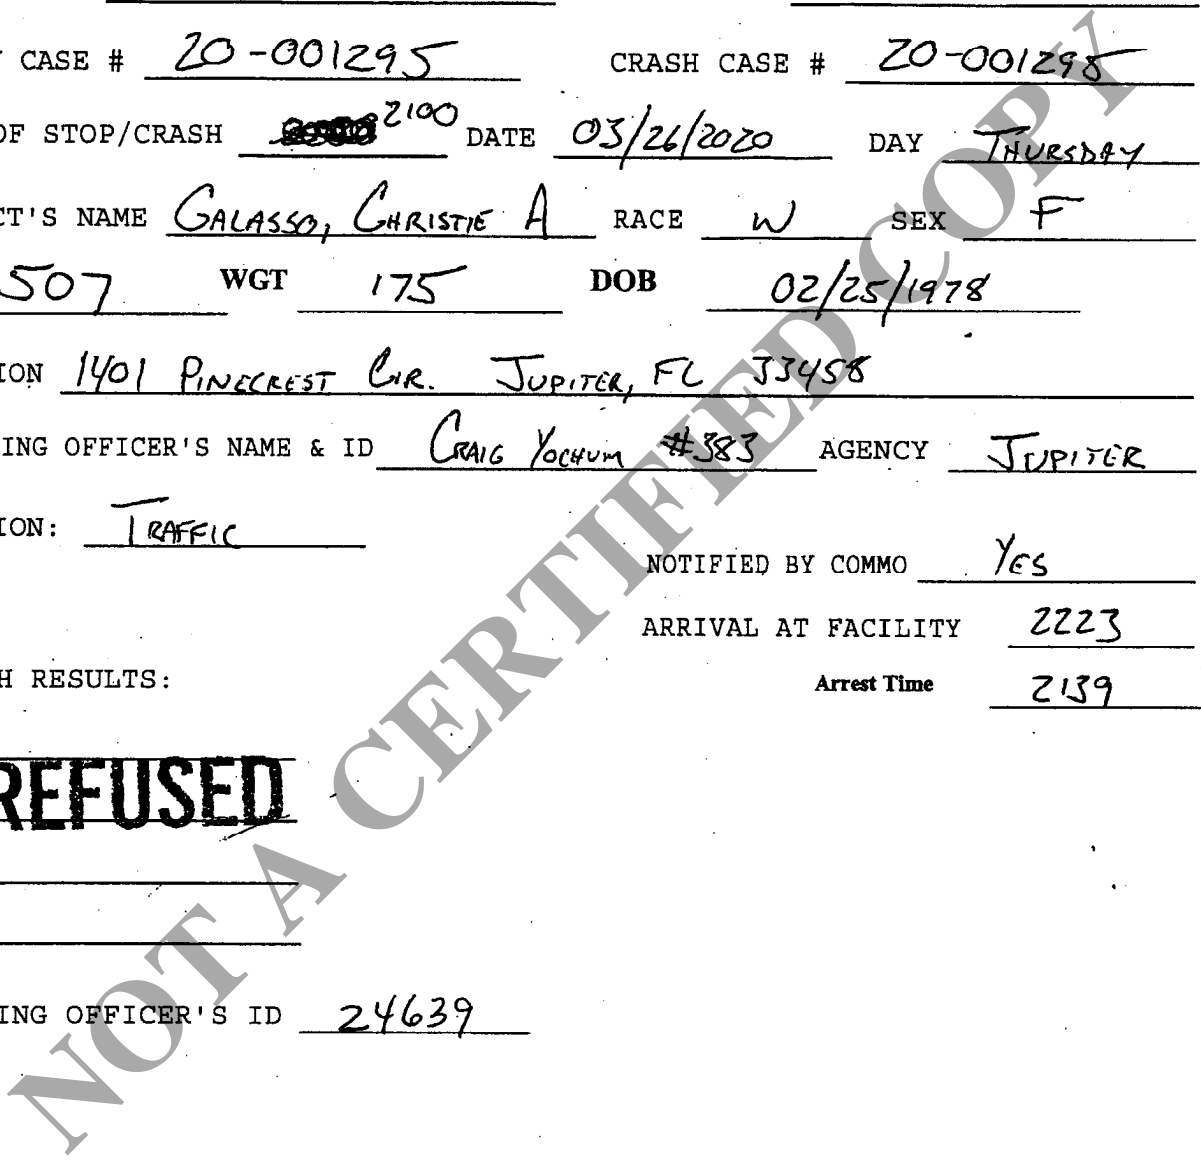 CASE # 20-001295 CRASH CASE # 20-001295
OF STOP/CRASH 2100 DATE 03/26/2020 DAY THURSDAY
CT'S NAME GALASSO, CHRISTIE A RACE W SEX F
507 WGT 175 DOB 02/25/1978
ION 1401 PINECREST CIR. JUPITER, FL 33458
ING OFFICER'S NAME & ID CRAIG YOCHUM #383 AGENCY JUPITER
ION: TRAFFIC
NOTIFIED BY COMMO YES
ARRIVAL AT FACILITY 2223
H RESULTS:
Arrest Time 2139
REFUSED
ING OFFICER'S ID 24639
NOT A CERTIFIED COPY